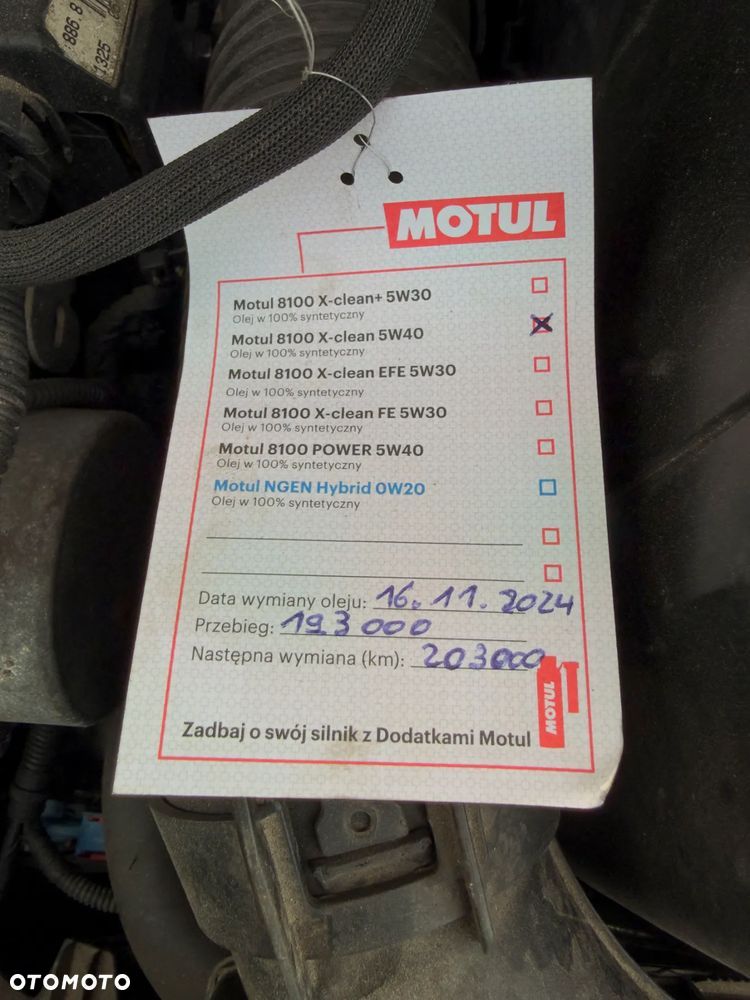 886.8
1325
MOTUL
Motul 8100 X-clean+ 5W30
Olej w 100% syntetyczny
Motul 8100 X-clean 5W40
Olej w 100% syntetyczny
Motul 8100 X-clean EFE 5W30
Olej w 100% syntetyczny
Motul 8100 X-clean FE 5W30
Olej w 100% syntetyczny
Motul 8100 POWER 5W40
Olej w 100% syntetyczny
Motul NGEN Hybrid 0W20
Olej w 100% syntetyczny
Data wymiany oleju: 16.11.2024
Przebieg: 193000
Następna wymiana (km): 203000
MOTUL
Zadbaj o swój silnik z Dodatkami Motul
OTOMOTO